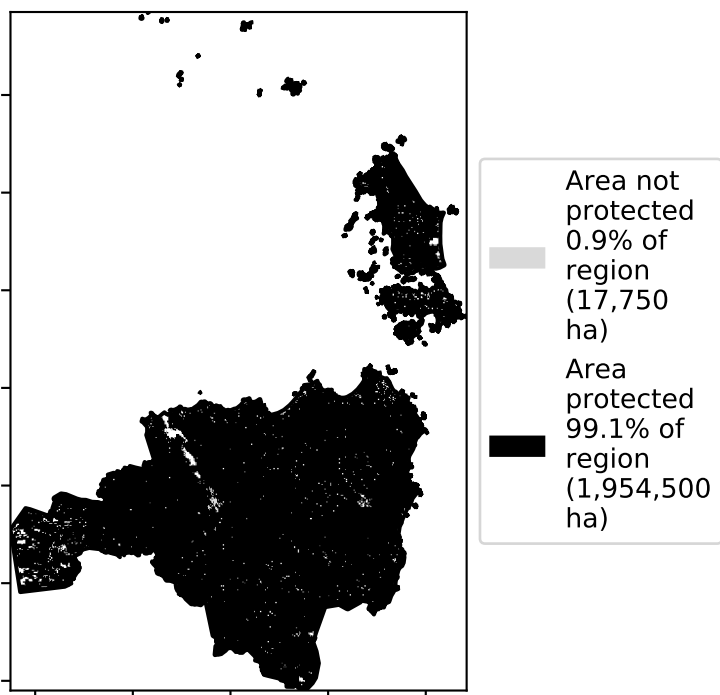 Area not
protected
0.9% of
region
(17,750
ha)
Area
protected
99.1% of
region
(1,954,500
ha)